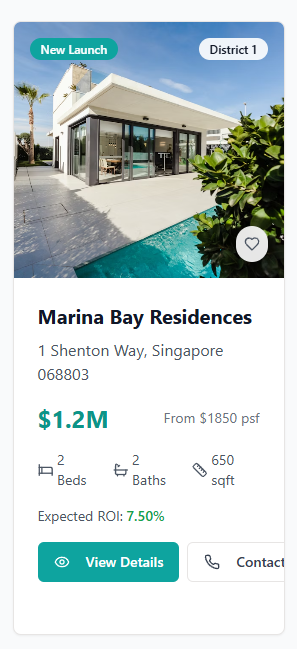 New Launch
District 1
Marina Bay Residences
1 Shenton Way, Singapore
068803
$1.2M
From $1850 psf
2
Beds
2
Baths
650
sqft
Expected ROI: 7.50%
View Details
Contact